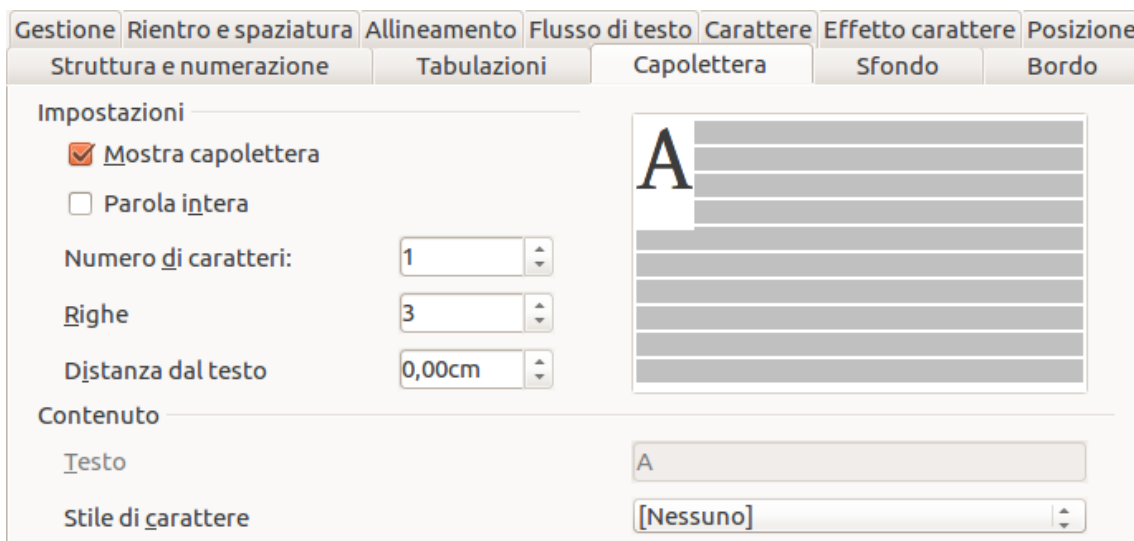 Gestione Rientro e spaziatura Allineamento Flusso di testo Carattere Effetto carattere Posizione
Struttura e numerazione Tabulazioni Capolettera Sfondo Bordo
Impostazioni
Mostra capolettera
A
Parola intera
Numero di caratteri: 1
Righe 3
Distanza dal testo 0,00cm
Contenuto
Testo A
Stile di carattere [Nessuno]